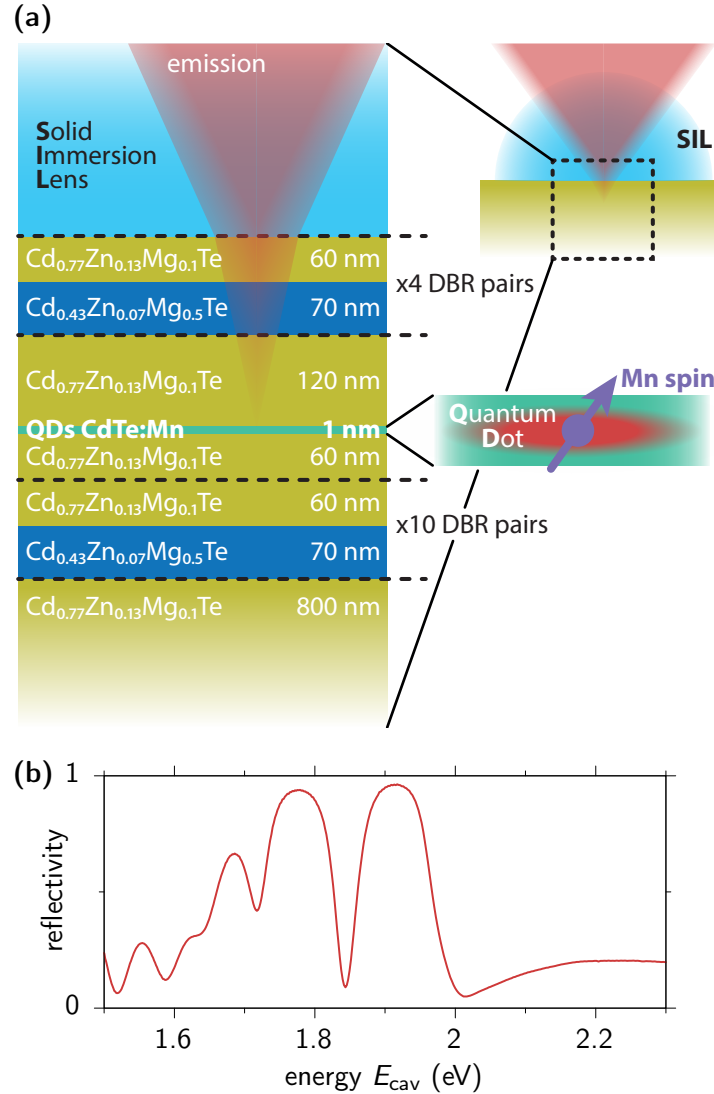 (a)
emission
Solid
Immersion
Lens
SIL
Cd0.77Zn0.13Mg0.1Te 60 nm
x4 DBR pairs
Cd0.43Zn0.07Mg0.5Te 70 nm
Cd0.77Zn0.13Mg0.1Te 120 nm
Mn spin
Quantum
Dot
QDs CdTe:Mn 1 nm
Cd0.77Zn0.13Mg0.1Te 60 nm
Cd0.77Zn0.13Mg0.1Te 60 nm
x10 DBR pairs
Cd0.43Zn0.07Mg0.5Te 70 nm
Cd0.77Zn0.13Mg0.1Te 800 nm
(b)
1
reflectivity
0
1.6 1.8 2 2.2
energy Ecav (eV)